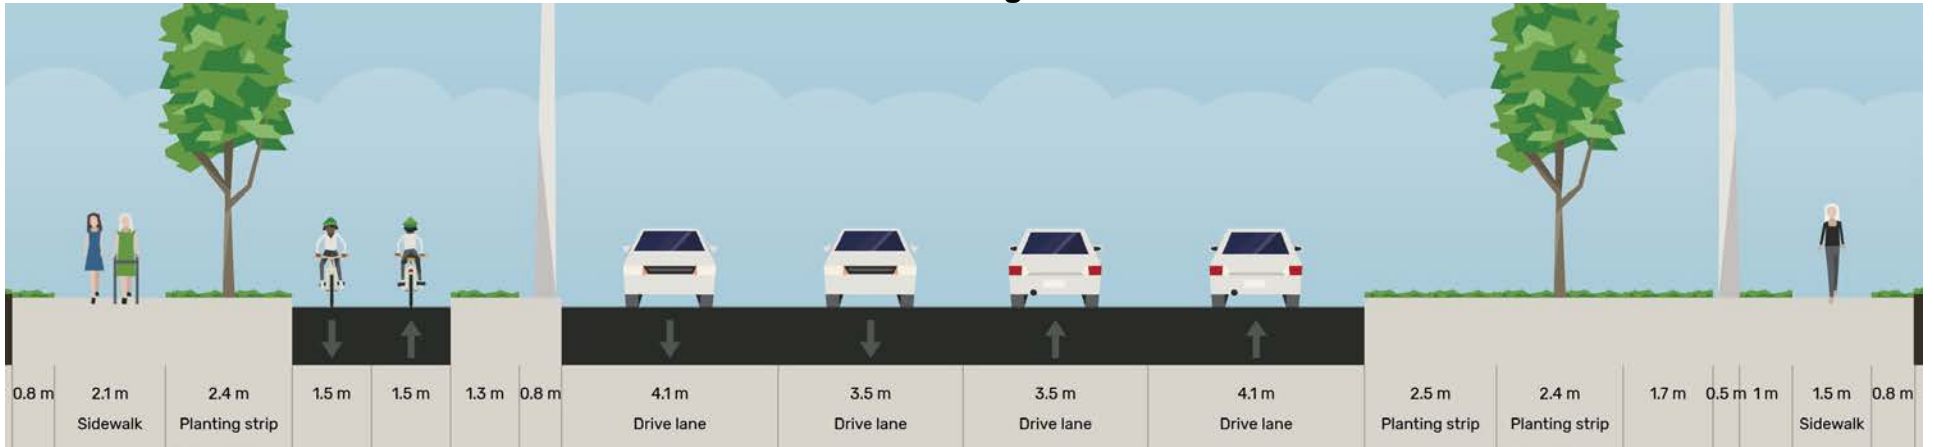 0.8 m 2.1 m 2.4 m 1.5 m 1.5 m 1.3 m 0.8 m 4.1 m 3.5 m 3.5 m 4.1 m 2.5 m 2.4 m 1.7 m 0.5 m 1 m 1.5 m 0.8 m
Sidewalk Planting strip Drive lane Drive lane Drive lane Drive lane Planting strip Planting strip Sidewalk